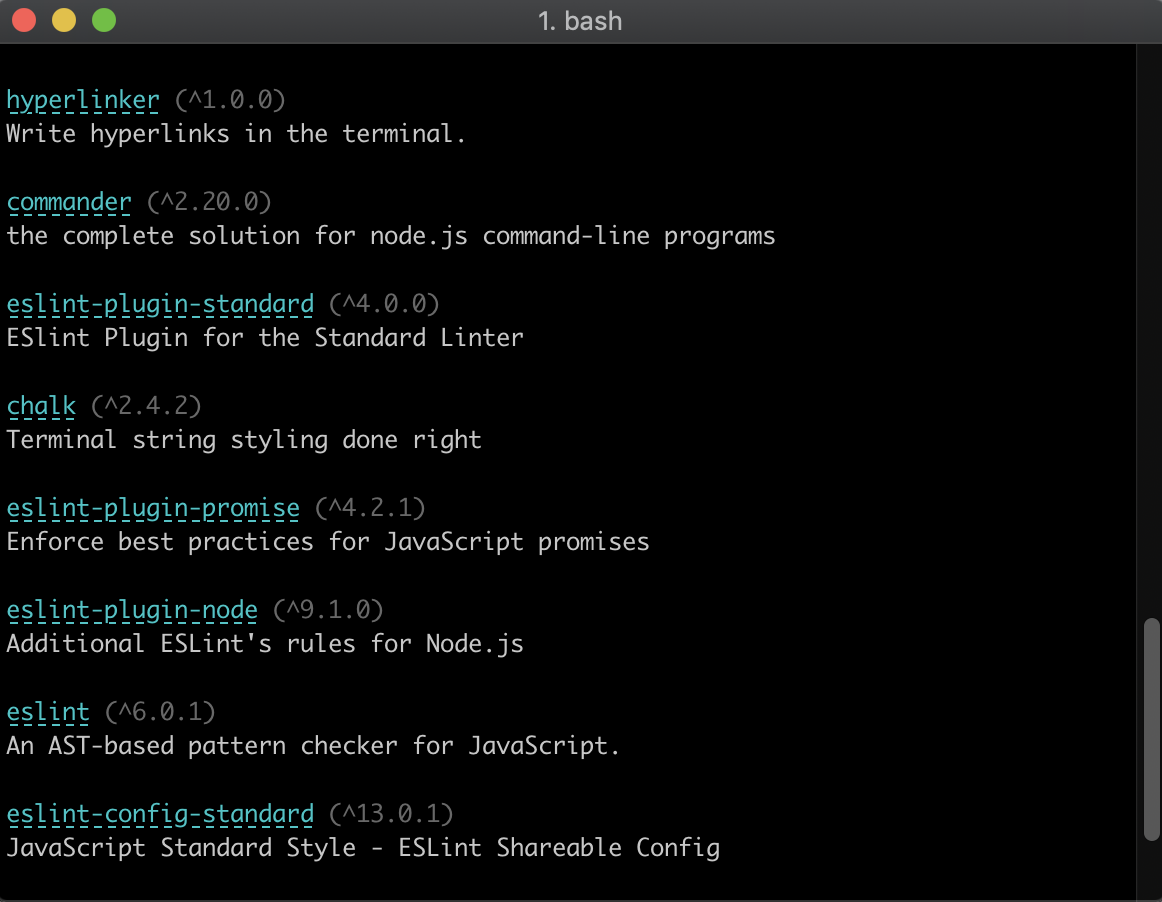 1. bash
hyperlinker (^1.0.0)
Write hyperlinks in the terminal.
commander (^2.20.0)
the complete solution for node.js command-line programs
eslint-plugin-standard (^4.0.0)
ESlint Plugin for the Standard Linter
chalk (^2.4.2)
Terminal string styling done right
eslint-plugin-promise (^4.2.1)
Enforce best practices for JavaScript promises
eslint-plugin-node (^9.1.0)
Additional ESLint's rules for Node.js
eslint (^6.0.1)
An AST-based pattern checker for JavaScript.
eslint-config-standard (^13.0.1)
JavaScript Standard Style - ESLint Shareable Config